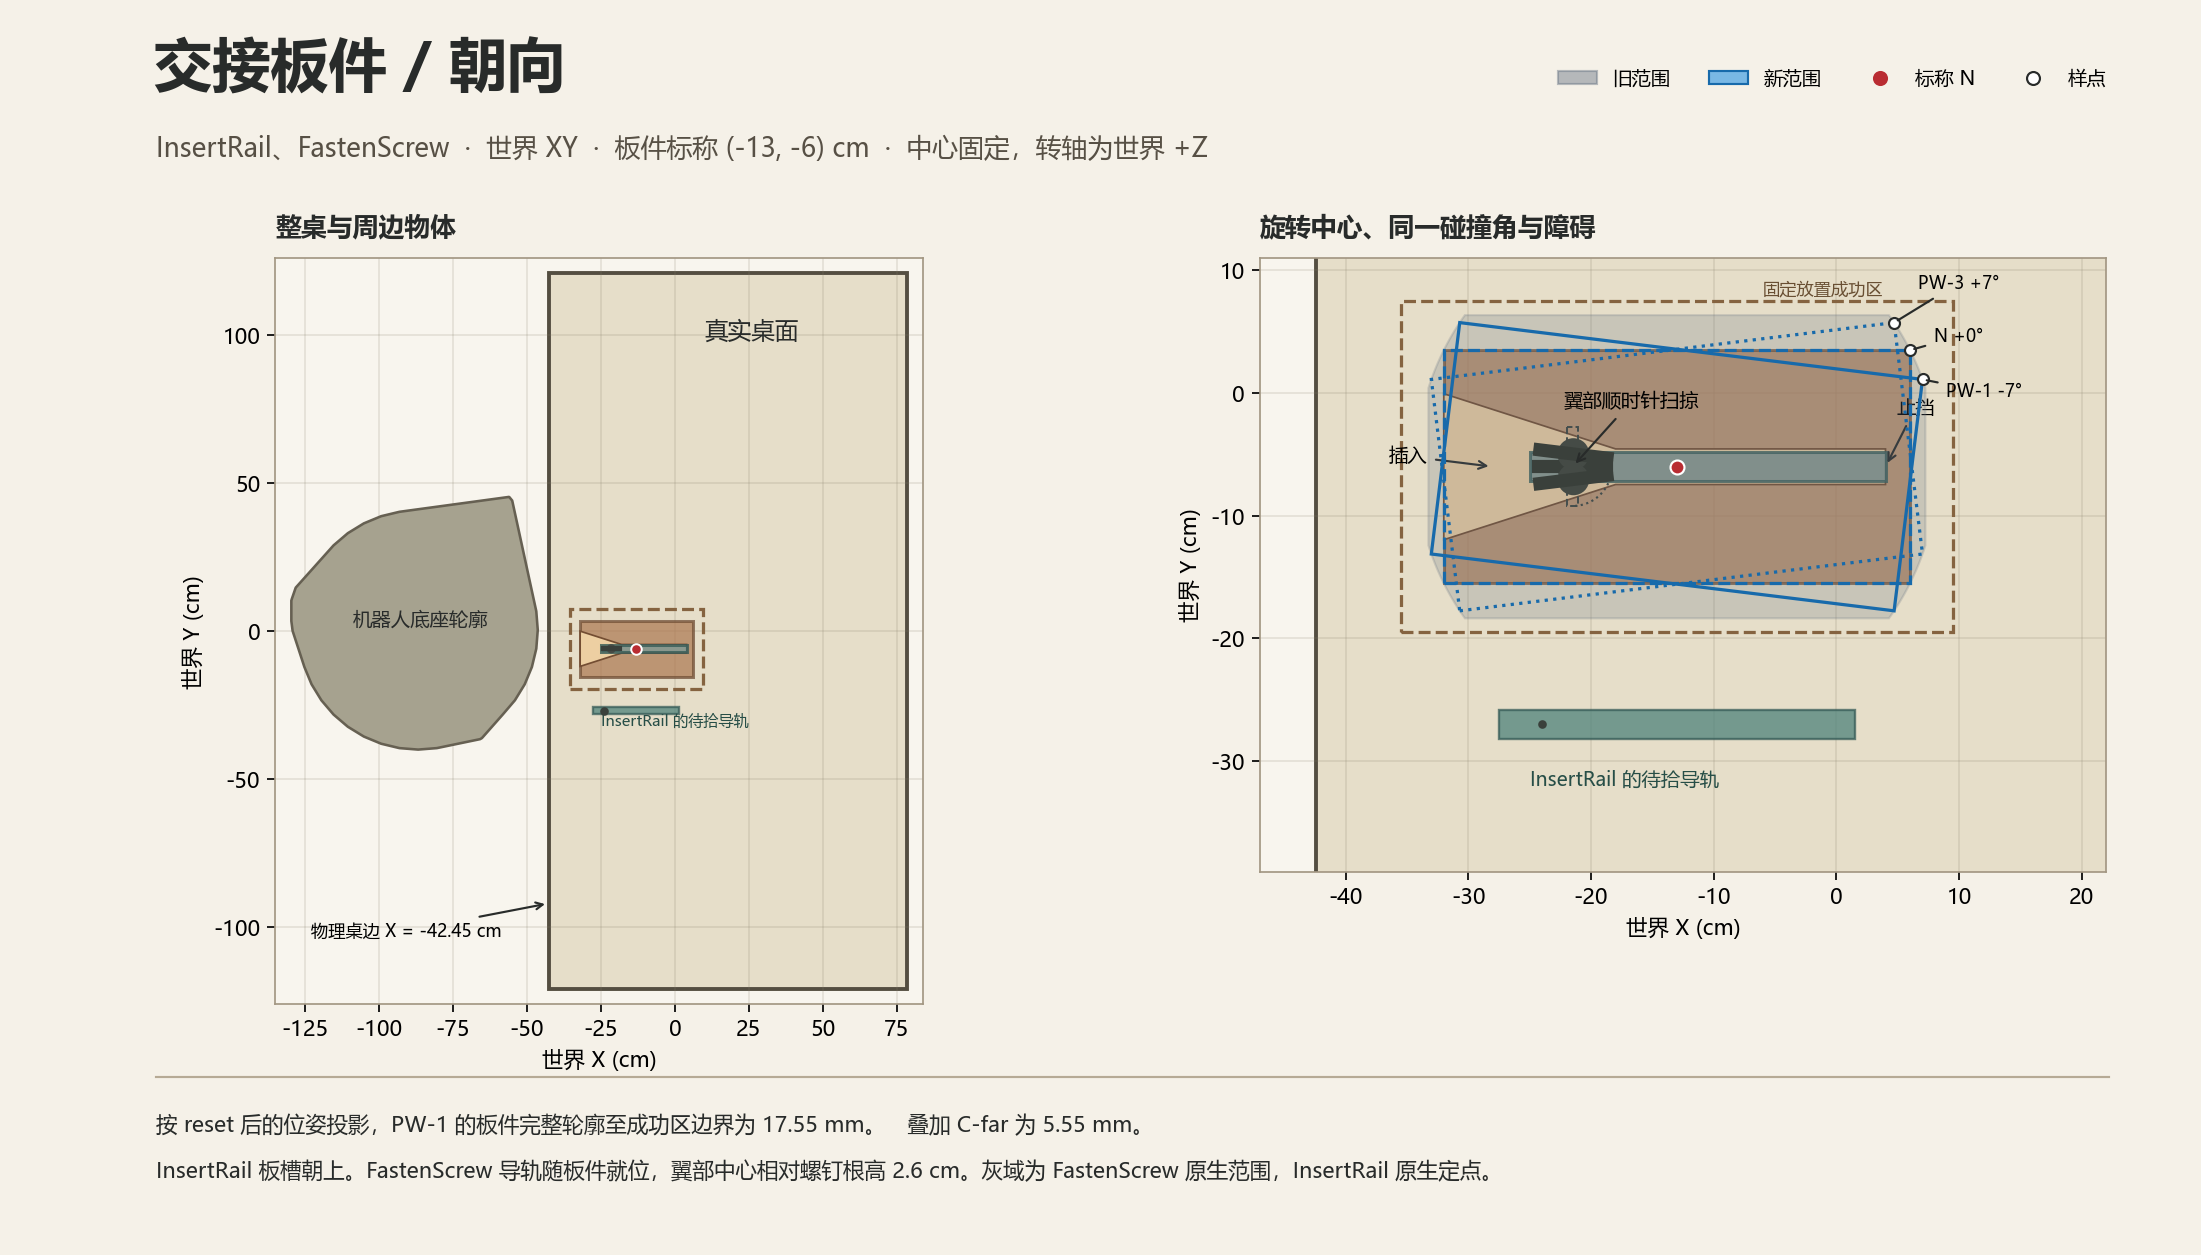 交接板件 / 朝向
旧范围
新范围
标称 N
样点
InsertRail、FastenScrew · 世界 XY · 板件标称 (-13, -6) cm · 中心固定，转轴为世界 +Z
整桌与周边物体
真实桌面
机器人底座轮廓
InsertRail 的待拾导轨
物理桌边 X = -42.45 cm
100
50
0
-50
-100
世界 Y (cm)
-125 -100 -75 -50 -25 0 25 50 75
世界 X (cm)
旋转中心、同一碰撞角与障碍
固定放置成功区
PW-3 +7°
N +0°
PW-1 -7°
止挡
翼部顺时针扫掠
插入
InsertRail 的待拾导轨
10
0
-10
-20
-30
世界 Y (cm)
-40 -30 -20 -10 0 10 20
世界 X (cm)
按 reset 后的位姿投影，PW-1 的板件完整轮廓至成功区边界为 17.55 mm。 叠加 C-far 为 5.55 mm。
InsertRail 板槽朝上。FastenScrew 导轨随板件就位，翼部中心相对螺钉根高 2.6 cm。灰域为 FastenScrew 原生范围，InsertRail 原生定点。